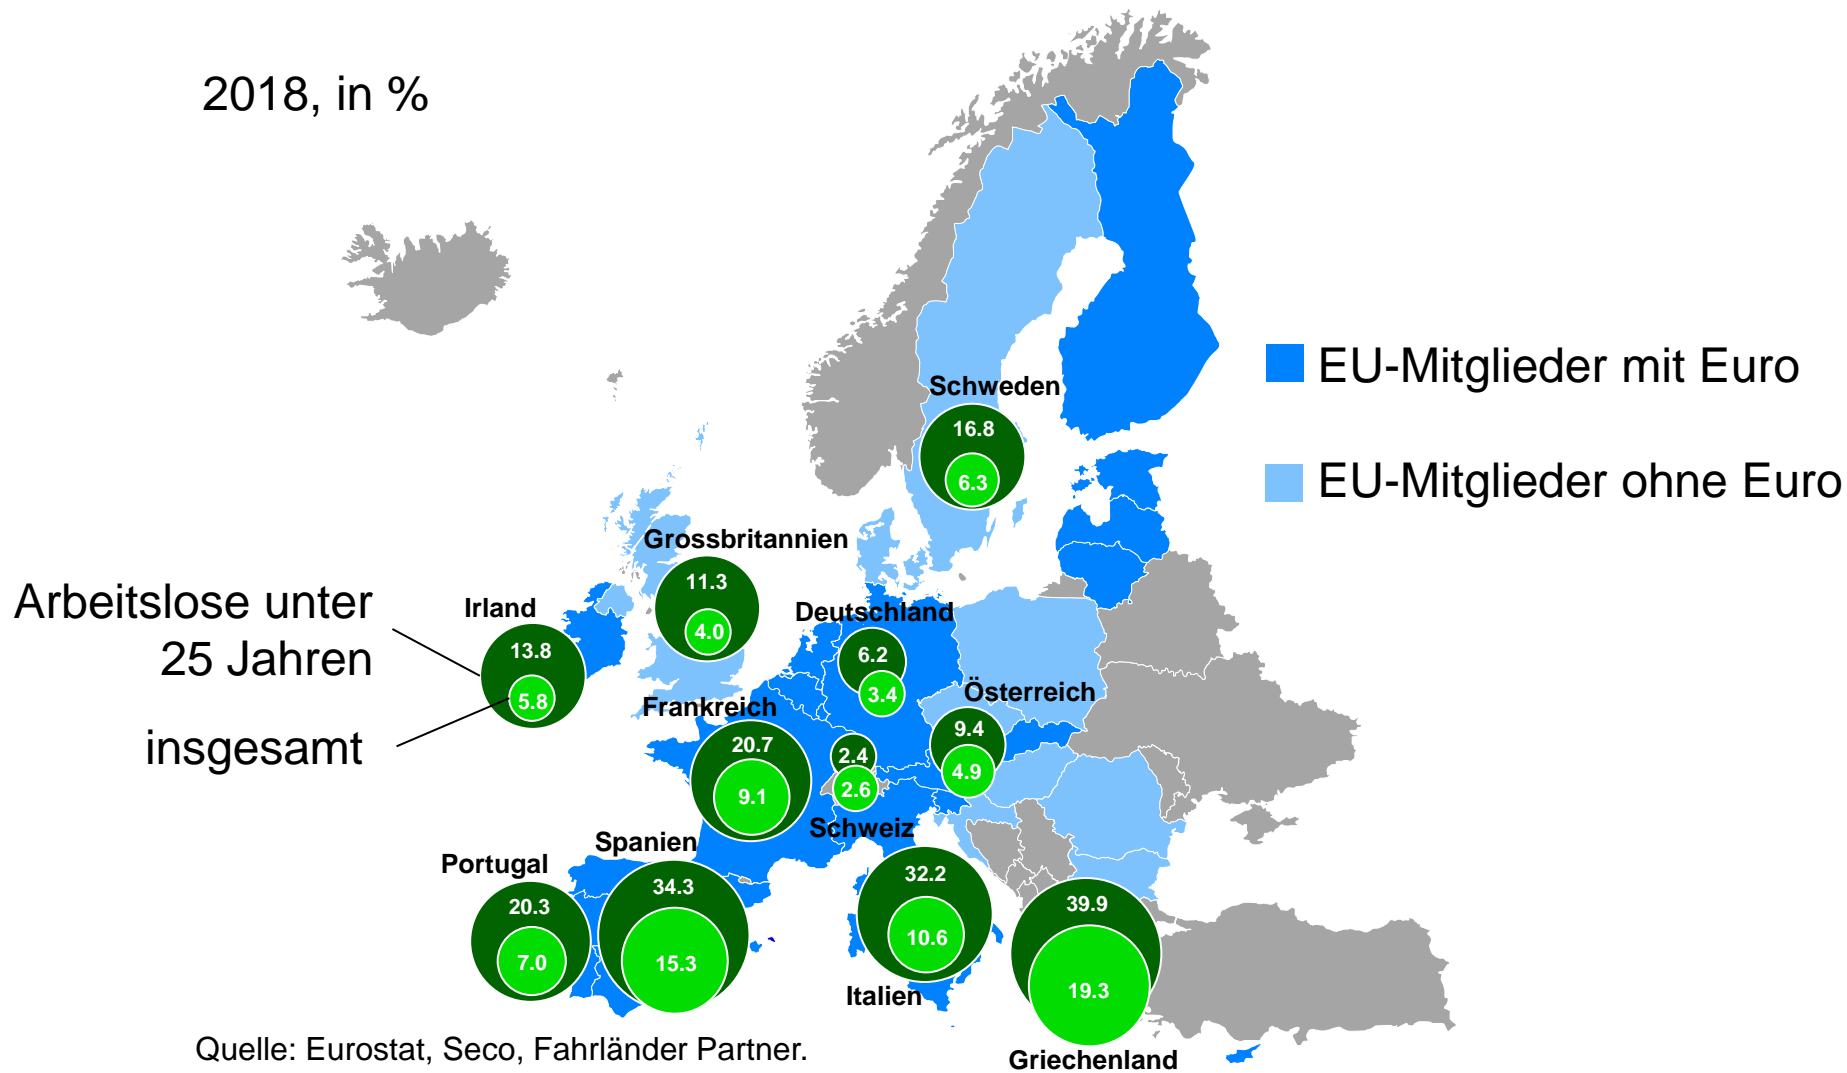 2018, in %
EU-Mitglieder mit Euro
EU-Mitglieder ohne Euro
Schweden
16.8
6.3
Grossbritannien
11.3
4.0
Arbeitslose unter
25 Jahren
insgesamt
Irland
13.8
5.8
Deutschland
6.2
3.4
Österreich
9.4
4.9
Frankreich
20.7
9.1
2.4
2.6
Schweiz
Spanien
34.3
15.3
Portugal
20.3
7.0
32.2
10.6
Italien
39.9
19.3
Griechenland
Quelle: Eurostat, Seco, Fahrländer Partner.